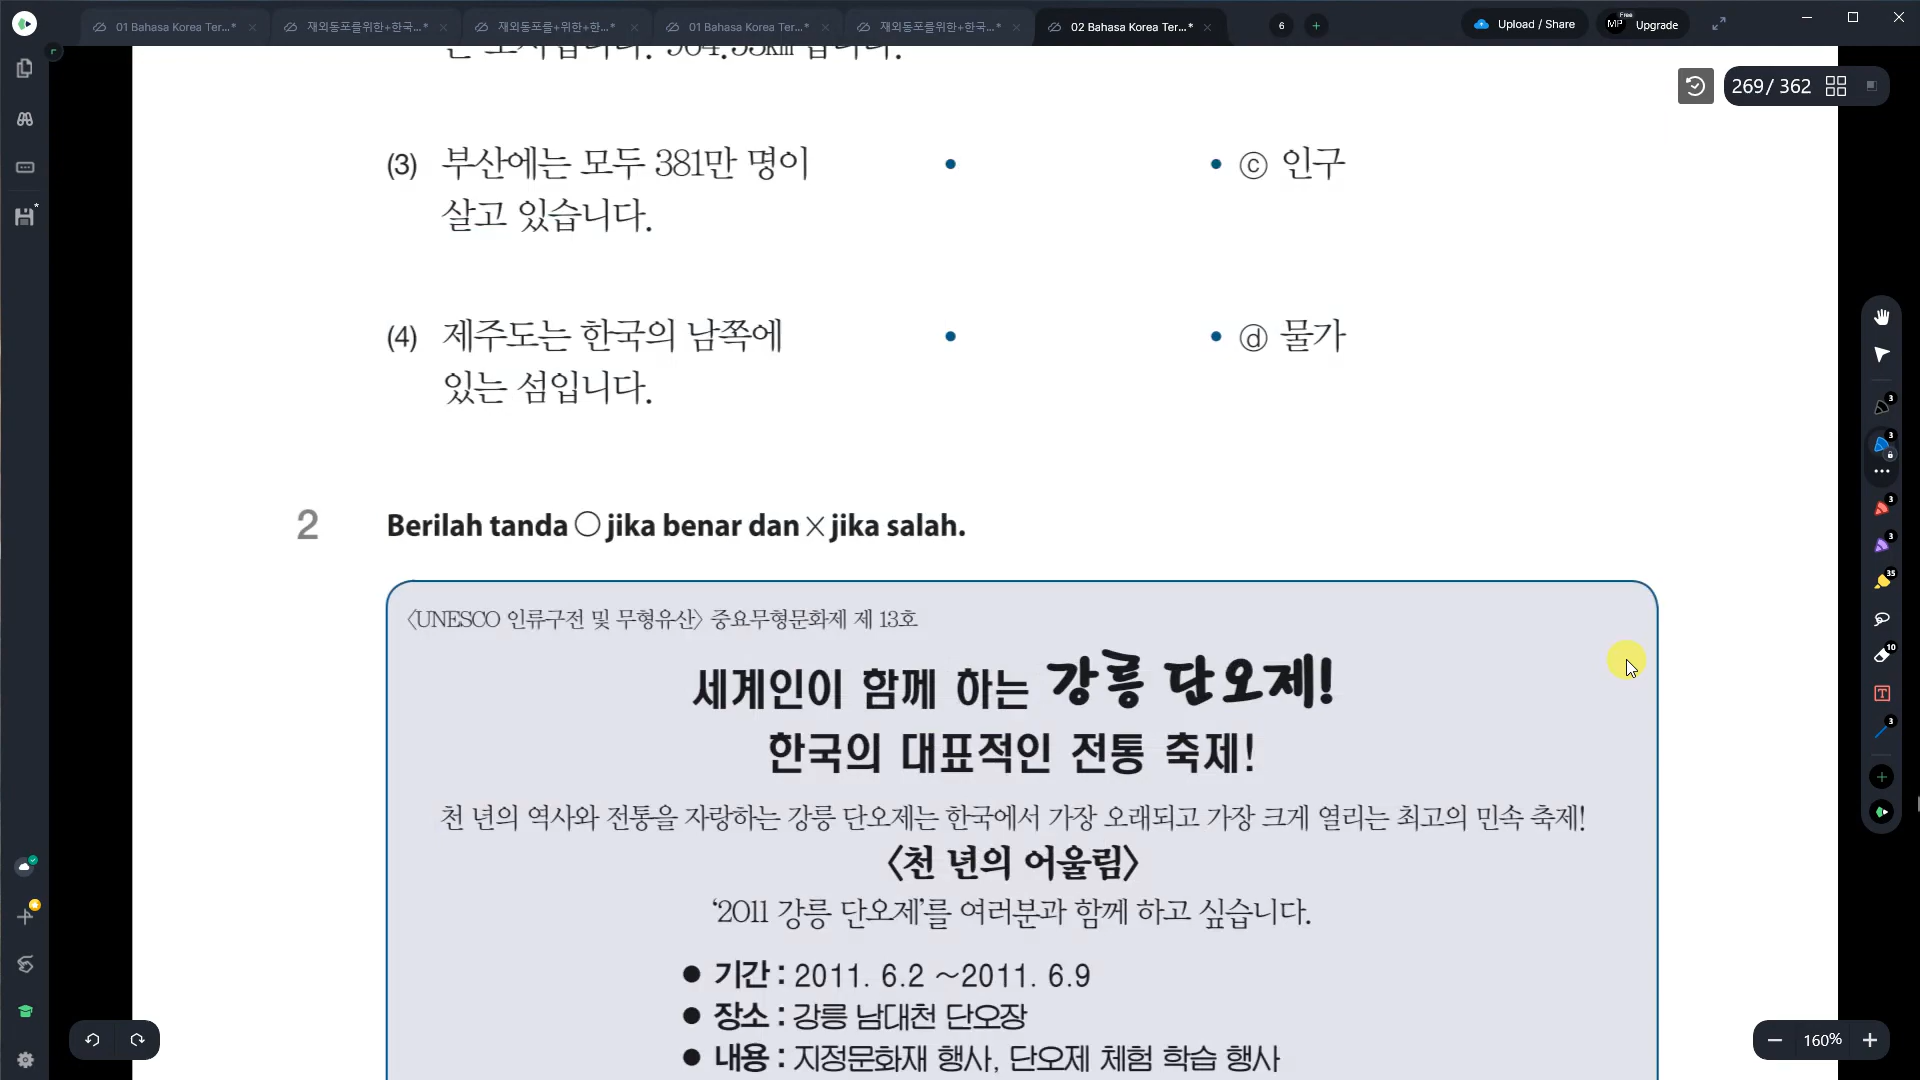 01 Bahasa Korea Ter...*
재외동포를위한+한국...*
재외동포를+위한+한...*
01 Bahasa Korea Ter...*
재외동포를위한+한국...*
02 Bahasa Korea Ter...*
6
Upload / Share
MP
Free
Upgrade
269/ 362
(3) 부산에는 모두 381만 명이
살고 있습니다.
ⓒ 인구
(4) 제주도는 한국의 남쪽에
있는 섬입니다.
ⓓ 물가
2 Berilah tanda ○ jika benar dan × jika salah.
〈UNESCO 인류구전 및 무형유산〉 중요무형문화제 제 13호
세계인이 함께 하는 강릉 단오제!
한국의 대표적인 전통 축제!
천 년의 역사와 전통을 자랑하는 강릉 단오제는 한국에서 가장 오래되고 가장 크게 열리는 최고의 민속 축제!
〈천 년의 어울림〉
‘2011 강릉 단오제’를 여러분과 함께 하고 싶습니다.
● 기간 : 2011. 6.2 ～2011. 6.9
● 장소 : 강릉 남대천 단오장
● 내용 : 지정문화재 행사, 단오제 체험 학습 행사
3
3
3
3
35
10
T
3
160%